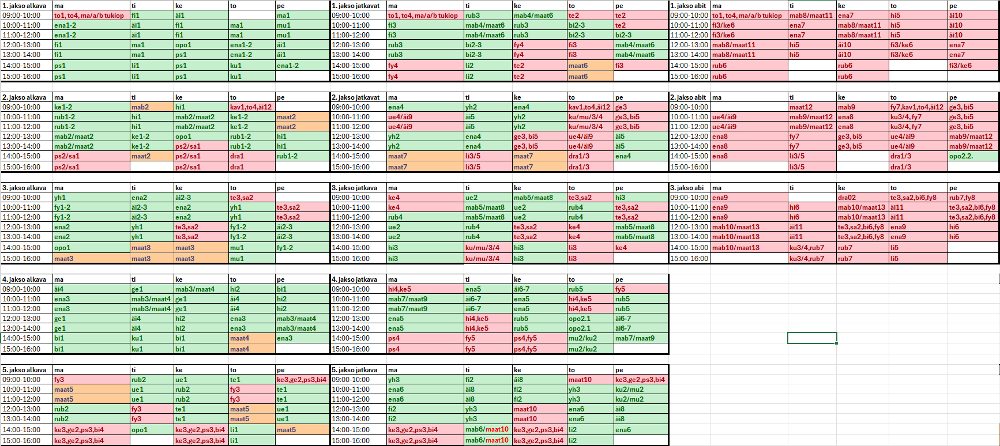 1. jakso alkava ma ti ke to pe 1. jakso jatkavat ma ti ke to pe 1. jakso abit ma ti ke to pe
09:00-10:00 to1, to4, ma/a/b tukiop fi1 äi1 ma1 09:00-10:00 to1, to4, ma/a/b tukiop rub3 mab4/maat6 te2 te2 09:00-10:00 to1, to4, ma/a/b tukiop mab8/maat11 ena7 hi5 äi10
10:00-11:00 ena1-2 äi1 fi1 ma1 mu1 10:00-11:00 fi3 mab4/maat6 rub3 bi2-3 te2 10:00-11:00 fi3/ke6 ena7 mab8/maat11 hi5 äi10
11:00-12:00 ena1-2 äi1 fi1 ma1 mu1 11:00-12:00 fi3 mab4/maat6 rub3 bi2-3 bi2-3 11:00-12:00 fi3/ke6 ena7 mab8/maat11 hi5 äi10
12:00-13:00 fi1 ma1 opo1 ena1-2 äi1 12:00-13:00 rub3 bi2-3 fy4 fi3 mab4/maat6 12:00-13:00 mab8/maat11 hi5 äi10 fi3/ke6 ena7
13:00-14:00 fi1 ma1 ps1 ena1-2 äi1 13:00-14:00 rub3 bi2-3 fy4 fi3 mab4/maat6 13:00-14:00 mab8/maat11 hi5 äi10 fi3/ke6 ena7
14:00-15:00 ps1 li1 ps1 ku1 ena1-2 14:00-15:00 fy4 li2 te2 maat6 fi3 14:00-15:00 rub6 rub6 fi3/ke6
15:00-16:00 ps1 li1 ps1 ku1 15:00-16:00 fy4 li2 te2 maat6 15:00-16:00 rub6 rub6
2. jakso alkava ma ti ke to pe 2. jakso jatkavat ma ti ke to pe 2. jakso abit ma ti ke to pe
09:00-10:00 ke1-2 mab2 hi1 kav1,to4,äi12 09:00-10:00 ena4 yh2 ena4 kav1,to4,äi12 ge3 09:00-10:00 maat12 mab9 fy7,kav1,to4,äi12 ge3, bi5
10:00-11:00 rub1-2 hi1 mab2/maat2 ke1-2 maat2 10:00-11:00 ue4/äi9 äi5 yh2 ku/mu/3/4 ge3, bi5 10:00-11:00 ue4/äi9 mab9/maat12 ena8 ku3/4, fy7 ge3, bi5
11:00-12:00 rub1-2 hi1 mab2/maat2 ke1-2 maat2 11:00-12:00 ue4/äi9 äi5 yh2 ku/mu/3/4 ge3, bi5 11:00-12:00 ue4/äi9 mab9/maat12 ena8 ku3/4, fy7 ge3, bi5
12:00-13:00 mab2/maat2 ke1-2 opo1 rub1-2 hi1 12:00-13:00 yh2 ena4 ge3, bi5 ue4/äi9 äi5 12:00-13:00 ena8 fy7 ge3, bi5 ue4/äi9 mab9/maat12
13:00-14:00 mab2/maat2 ke1-2 ps2/sa1 rub1-2 hi1 13:00-14:00 yh2 ena4 ge3, bi5 ue4/äi9 äi5 13:00-14:00 ena8 fy7 ge3, bi5 ue4/äi9 mab9/maat12
14:00-15:00 ps2/sa1 maat2 ps2/sa1 dra1 rub1-2 14:00-15:00 maat7 li3/5 maat7 dra1/3 ena4 14:00-15:00 ena8 li3/5 dra1/3 opo2.2.
15:00-16:00 ps2/sa1 ps2/sa1 dra1 15:00-16:00 maat7 li3/5 maat7 dra1/3 15:00-16:00 li3/5 dra1/3
3. jakso alkava ma ti ke to pe 3. jakso jatkava ma ti ke to pe 3. jakso abi ma ti ke to pe
09:00-10:00 yh1 ena2 äi2-3 te3,sa2 09:00-10:00 ke4 ue2 mab5/maat8 te3,sa2 hi3 09:00-10:00 ena9 dra02 te3,sa2,bi6,fy8 rub7,fy8
10:00-11:00 fy1-2 äi2-3 ena2 yh1 te3,sa2 10:00-11:00 ke4 mab5/maat8 ue2 rub4 te3,sa2 10:00-11:00 ena9 hi6 mab10/maat13 äi11 te3,sa2,bi6,fy8
11:00-12:00 fy1-2 äi2-3 ena2 yh1 te3,sa2 11:00-12:00 rub4 mab5/maat8 ue2 rub4 te3,sa2 11:00-12:00 ena9 hi6 mab10/maat13 äi11 te3,sa2,bi6,fy8
12:00-13:00 ena2 yh1 te3,sa2 fy1-2 äi2-3 12:00-13:00 ue2 rub4 te3,sa2 ke4 mab5/maat8 12:00-13:00 mab10/maat13 äi11 te3,sa2,bi6,fy8 ena9 hi6
13:00-14:00 ena2 yh1 te3,sa2 fy1-2 äi2-3 13:00-14:00 ue2 rub4 te3,sa2 ke4 mab5/maat8 13:00-14:00 mab10/maat13 äi11 te3,sa2,bi6,fy8 ena9 hi6
14:00-15:00 opo1 maat3 maat3 mu1 fy1-2 14:00-15:00 hi3 ku/mu/3/4 hi3 li3 ke4 14:00-15:00 mab10/maat13 ku3/4,rub7 rub7 li5
15:00-16:00 maat3 maat3 maat3 mu1 15:00-16:00 hi3 ku/mu/3/4 hi3 li3 15:00-16:00 ku3/4,rub7 rub7 li5
4. jakso alkava ma ti ke to pe 4. jakso jatkava ma ti ke to pe
09:00-10:00 äi4 ge1 mab3/maat4 hi2 bi1 09:00-10:00 hi4,ke5 ena5 äi6-7 rub5 fy5
10:00-11:00 ena3 mab3/maat4 ge1 äi4 hi2 10:00-11:00 mab7/maat9 äi6-7 ena5 hi4,ke5 rub5
11:00-12:00 ena3 mab3/maat4 ge1 äi4 hi2 11:00-12:00 mab7/maat9 äi6-7 ena5 hi4,ke5 rub5
12:00-13:00 ge1 äi4 hi2 ena3 mab3/maat4 12:00-13:00 ena5 hi4,ke5 rub5 opo2.1 äi6-7
13:00-14:00 ge1 äi4 hi2 ena3 mab3/maat4 13:00-14:00 ena5 hi4,ke5 rub5 opo2.1 äi6-7
14:00-15:00 bi1 ku1 bi1 maat4 ena3 14:00-15:00 ps4 fy5 ps4,fy5 mu2/ku2 mab7/maat9
15:00-16:00 bi1 ku1 bi1 maat4 15:00-16:00 ps4 fy5 ps4,fy5 mu2/ku2
5. jakso alkava ma ti ke to pe 5. jakso jatkava ma ti ke to pe
09:00-10:00 fy3 rub2 ue1 te1 ke3,ge2,ps3,bi4 09:00-10:00 yh3 fi2 äi8 maat10 ke3,ge2,ps3,bi4
10:00-11:00 maat5 ue1 rub2 fy3 te1 10:00-11:00 ena6 äi8 fi2 yh3 ku2/mu2
11:00-12:00 maat5 ue1 rub2 fy3 te1 11:00-12:00 ena6 äi8 fi2 yh3 ku2/mu2
12:00-13:00 rub2 fy3 te1 maat5 ue1 12:00-13:00 fi2 yh3 maat10 ena6 äi8
13:00-14:00 rub2 fy3 te1 maat5 ue1 13:00-14:00 fi2 yh3 maat10 ena6 äi8
14:00-15:00 ke3,ge2,ps3,bi4 opo1 ke3,ge2,ps3,bi4 li1 maat5 14:00-15:00 ke3,ge2,ps3,bi4 mab6/maat10 ke3,ge2,ps3,bi4 li2 ena6
15:00-16:00 ke3,ge2,ps3,bi4 ke3,ge2,ps3,bi4 li1 15:00-16:00 ke3,ge2,ps3,bi4 mab6/maat10 ke3,ge2,ps3,bi4 li2